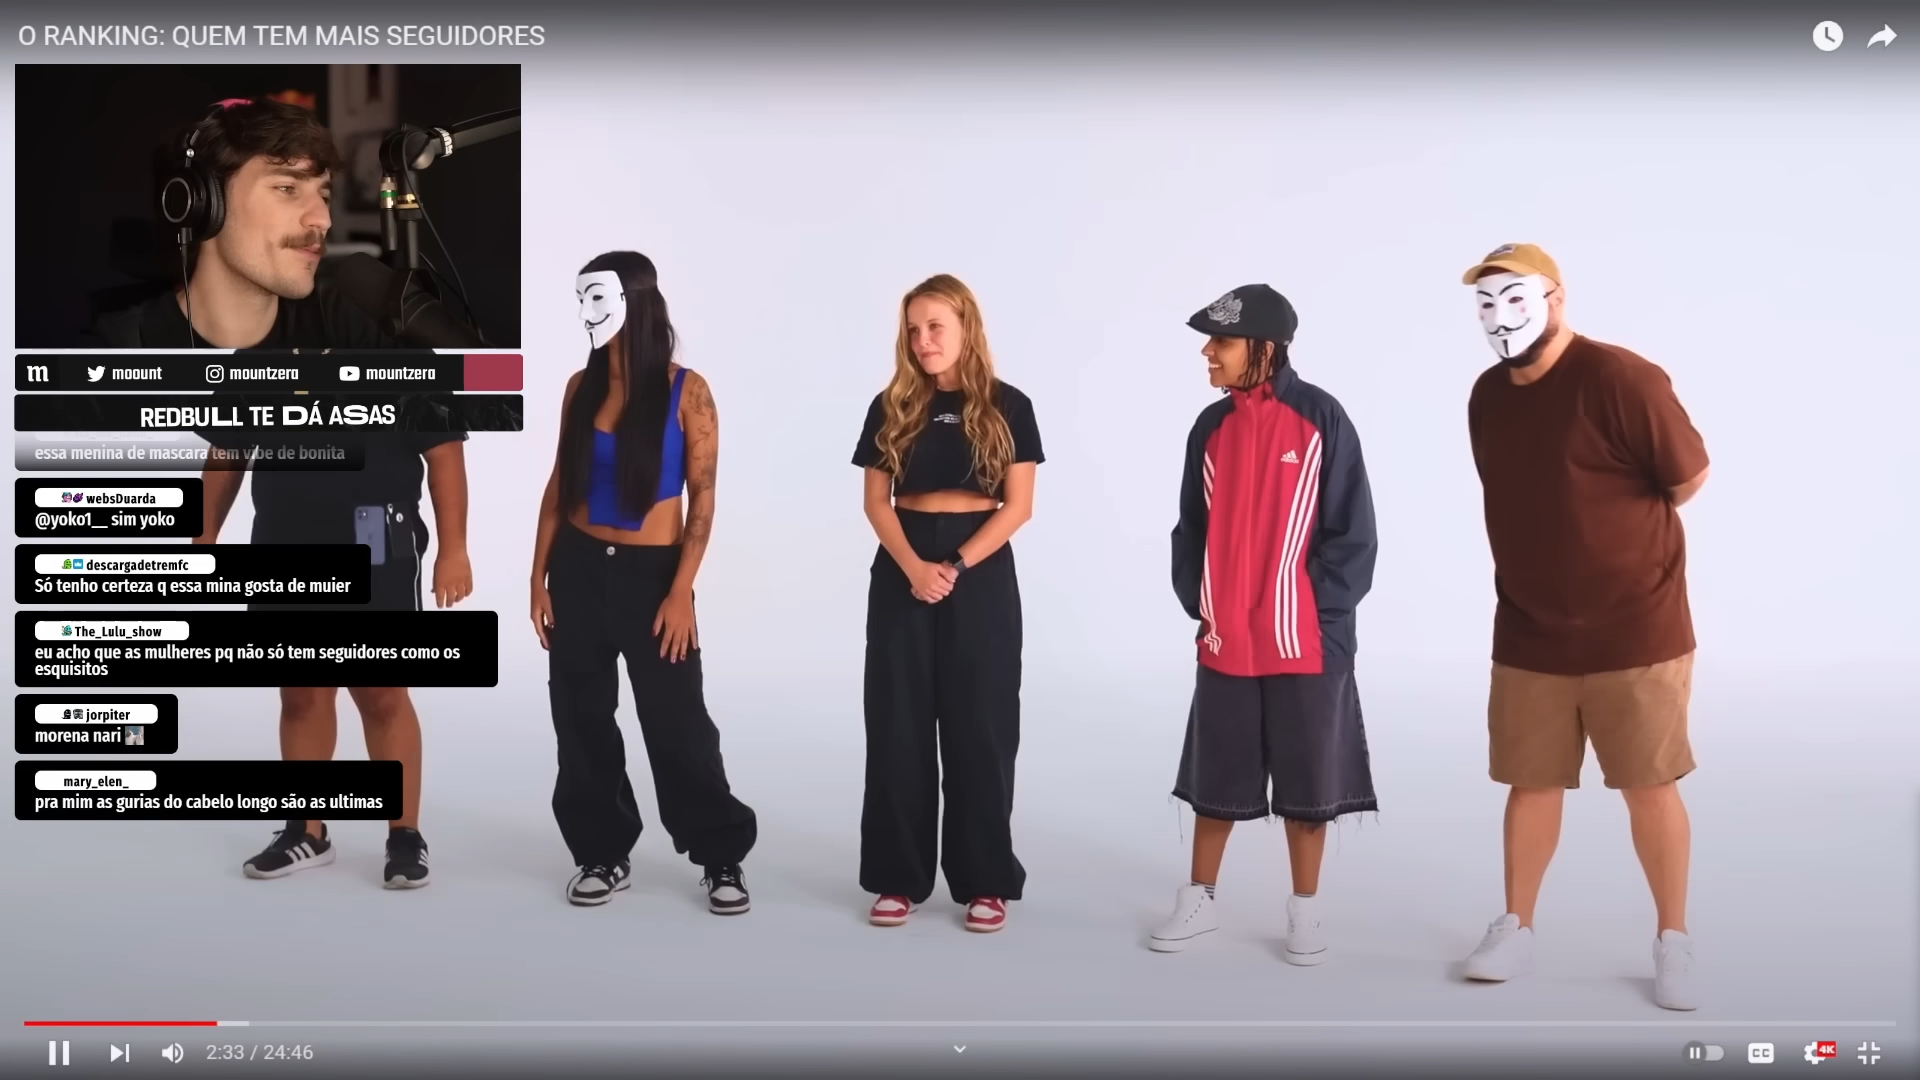 O RANKING: QUEM TEM MAIS SEGUIDORES
m moount mountzera mountzera
REDBULL TE DÁ ASAS
essa menina de mascara tem vibe de bonita
websDuarda
@yoko1__ sim yoko
descargadetremfc
Só tenho certeza q essa mina gosta de muier
The_Lulu_show
eu acho que as mulheres pq não só tem seguidores como os
esquisitos
jorpiter
morena nari
mary_elen_
pra mim as gurias do cabelo longo são as ultimas
adidas
2:33 / 24:46
CC
4K